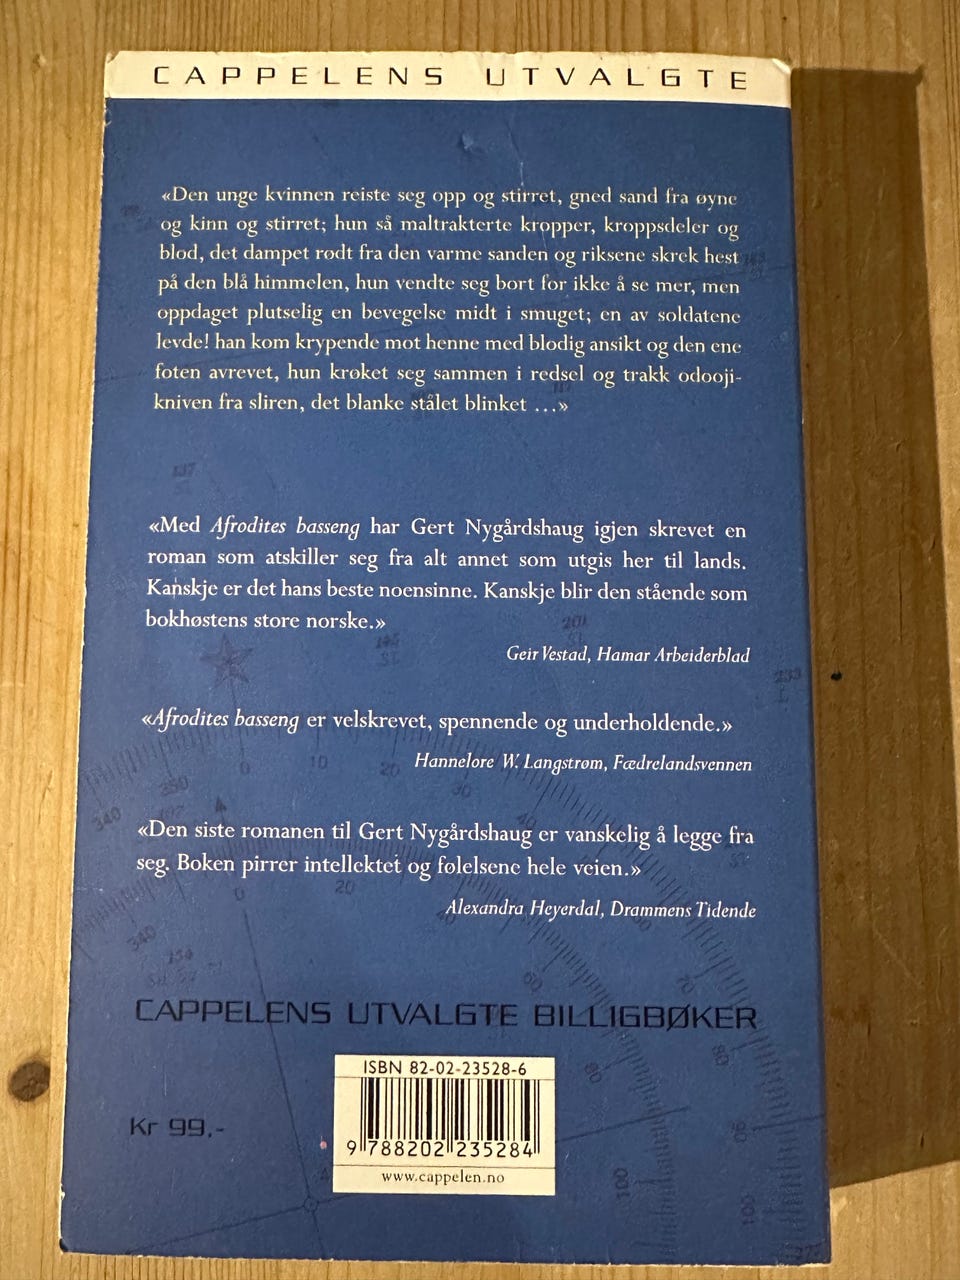 CAPPELENS UTVALGTE
«Den unge kvinnen reiste seg opp og stirret, gned sand fra øyne
og kinn og stirret; hun så maltrakterte kropper, kroppsdeler og
blod, det dampet rødt fra den varme sanden og riksene skrek hest
på den blå himmelen, hun vendte seg bort for ikke å se mer, men
oppdaget plutselig en bevegelse midt i smuget; en av soldatene
levde! han kom krypende mot henne med blodig ansikt og den ene
foten avrevet, hun krøket seg sammen i redsel og trakk odooji-
kniven fra sliren, det blanke stålet blinket ...»
«Med Afrodites basseng har Gert Nygårdshaug igjen skrevet en
roman som atskiller seg fra alt annet som utgis her til lands.
Kanskje er det hans beste noensinne. Kanskje blir den stående som
bokhøstens store norske.»
Geir Vestad, Hamar Arbeiderblad
«Afrodites basseng er velskrevet, spennende og underholdende.»
Hannelore W. Langstrøm, Fædrelandsvennen
«Den siste romanen til Gert Nygårdshaug er vanskelig å legge fra
seg. Boken pirrer intellektet og følelsene hele veien.»
Alexandra Heyerdal, Drammens Tidende
CAPPELENS UTVALGTE BILLIGBØKER
ISBN 82-02-23528-6
Kr 99,-
9 788202 235284
www.cappelen.no